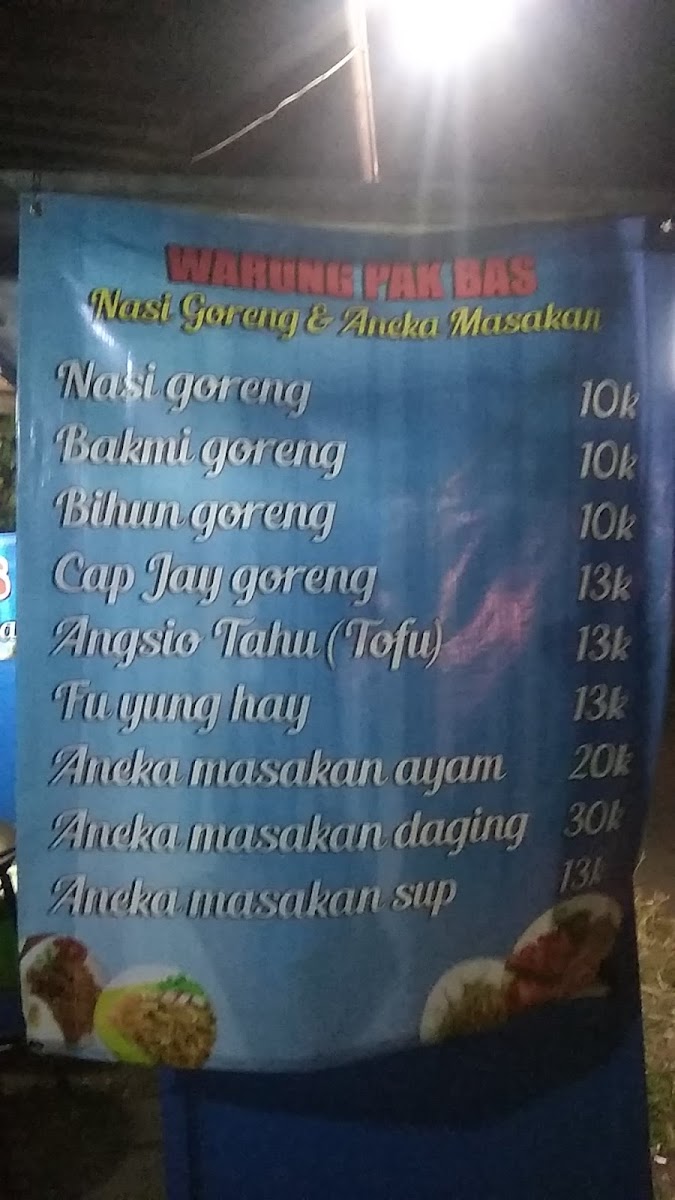 WARUNG PAK BAS
Nasi Goreng & Aneka Masakan
Nasi goreng 10k
Bakmi goreng 10k
Bihun goreng 10k
Cap Jay goreng 13k
Angsio Tahu (Tofu) 13k
Fu yung hay 13k
Aneka masakan ayam 20k
Aneka masakan daging 30k
Aneka masakan sup 13k